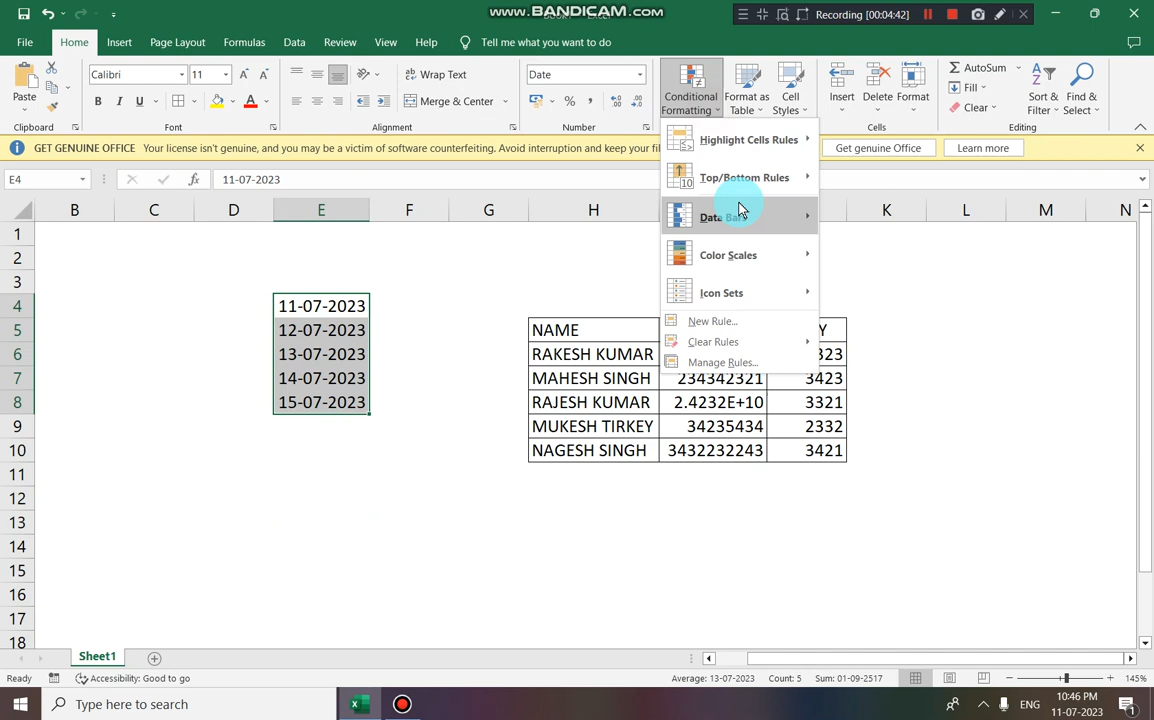 www.BANDICAM.com
Recording [00:04:42]
File Home Insert Page Layout Formulas Data Review View Help Tell me what you want to do
Paste
Calibri 11
Wrap Text
Merge & Center
Date
Conditional Formatting
Format as Table
Cell Styles
Insert
Delete
Format
AutoSum
Fill
Clear
Sort & Filter
Find & Select
Clipboard Font Alignment Number Cells Editing
GET GENUINE OFFICE Your license isn't genuine, and you may be a victim of software counterfeiting. Avoid interruption and keep your fil
Get genuine Office
Learn more
E4
fx 11-07-2023
Highlight Cells Rules
Top/Bottom Rules
Data Bars
Color Scales
Icon Sets
New Rule...
Clear Rules
Manage Rules...
B C D E F G H K L M N
1
2
3
4 11-07-2023
5 12-07-2023 NAME Y
6 13-07-2023 RAKESH KUMAR 323
7 14-07-2023 MAHESH SINGH 234342321 3423
8 15-07-2023 RAJESH KUMAR 2.4232E+10 3321
9 MUKESH TIRKEY 34235434 2332
10 NAGESH SINGH 3432232243 3421
11
12
13
14
15
16
17
18
Sheet1
Ready Accessibility: Good to go Average: 13-07-2023 Count: 5 Sum: 01-09-2517 145%
Type here to search
ENG
10:46 PM
11-07-2023
1